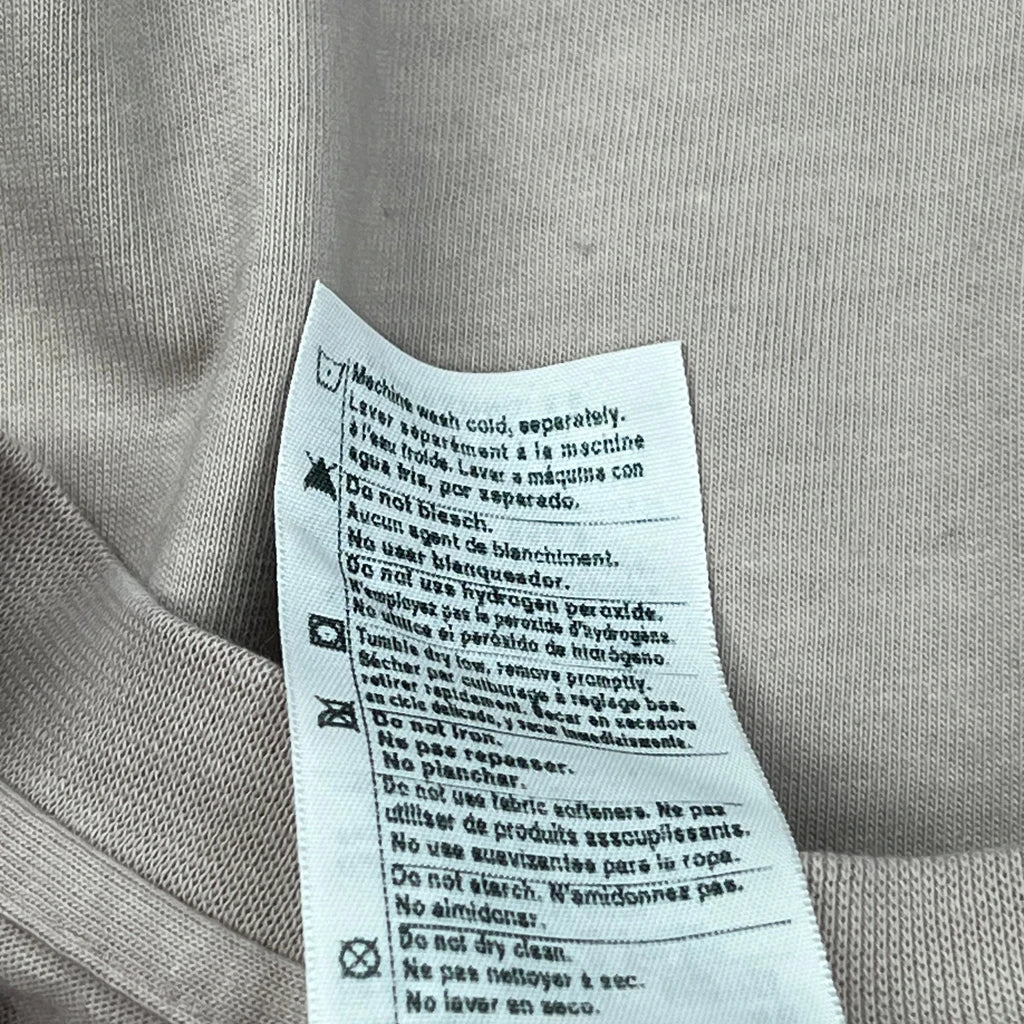 Machine wash cold, separately.
Laver séparément à la machine
à l'eau froide. Lavar a máquina con
agua fría, por separado.
Do not bleach.
Aucun agent de blanchiment.
No usar blanqueador.
Do not use hydrogen peroxide.
N'employez pas le peroxide d'hydrogene.
No utilice el peróxido de hidrógeno.
Tumble dry low, remove promptly.
Sécher par culbutage à réglage bas,
retirer rapidement. Secar en secadora
en ciclo delicado, y sacar inmediatamente.
Do not iron.
Ne pas repasser.
No planchar.
Do not use fabric softeners. Ne pas
utiliser de produits assouplissants.
No use suavizantes para la ropa.
Do not starch. N'amidonnez pas.
No almidonar.
Do not dry clean.
Ne pas nettoyer à sec.
No lavar en seco.